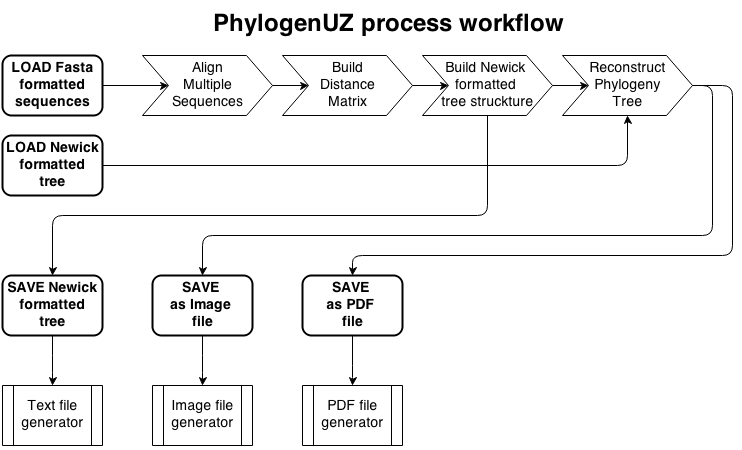 PhylogenUZ process workflow
LOAD Fasta
formatted
sequences
Align
Multiple
Sequences
Build
Distance
Matrix
Build Newick
formatted
tree struckture
Reconstruct
Phylogeny
Tree
LOAD Newick
formatted
tree
SAVE Newick
formatted
tree
SAVE
as Image
file
SAVE
as PDF
file
Text file
generator
Image file
generator
PDF file
generator